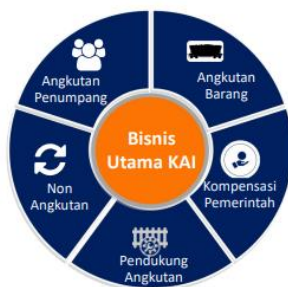 Angkutan
Penumpang
Angkutan
Barang
Bisnis
Utama KAI
Non
Angkutan
Kompensasi
Pemerintah
Pendukung
Angkutan